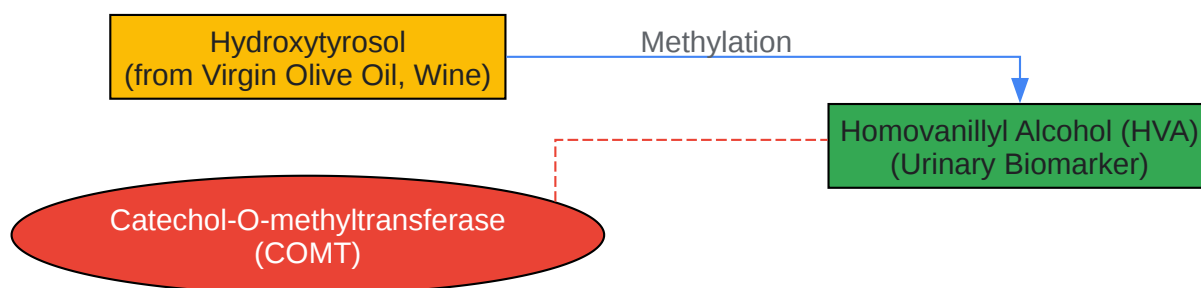 Hydroxytyrosol
(from Virgin Olive Oil, Wine)
Methylation
Homovanillyl Alcohol (HVA)
(Urinary Biomarker)
Catechol-O-methyltransferase
(COMT)